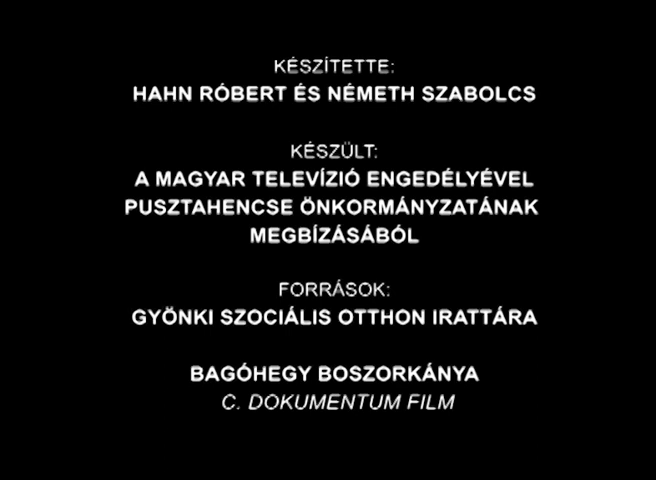 KÉSZÍTETTE:
HAHN RÓBERT ÉS NÉMETH SZABOLCS
KÉSZÜLT:
A MAGYAR TELEVÍZIÓ ENGEDÉLYÉVEL
PUSZTAHENCSE ÖNKORMÁNYZATÁNAK
MEGBÍZÁSÁBÓL
FORRÁSOK:
GYÖNKI SZOCIÁLIS OTTHON IRATTÁRA
BAGÓHEGY BOSZORKÁNYA
C. DOKUMENTUM FILM